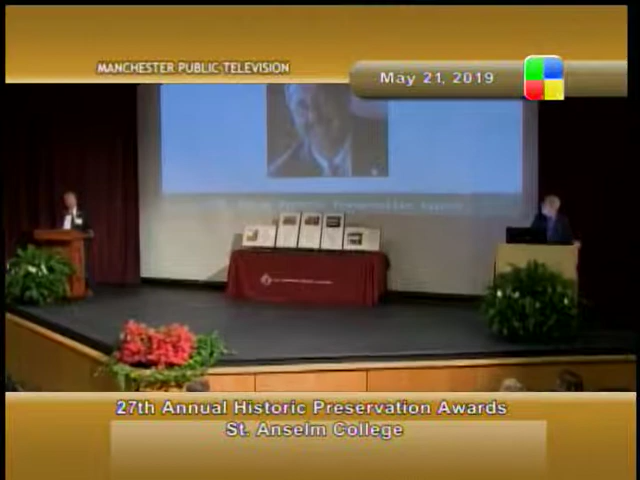 MANCHESTER PUBLIC TELEVISION
May 21, 2019
27th Annual Historic Preservation Awards
St. Anselm College